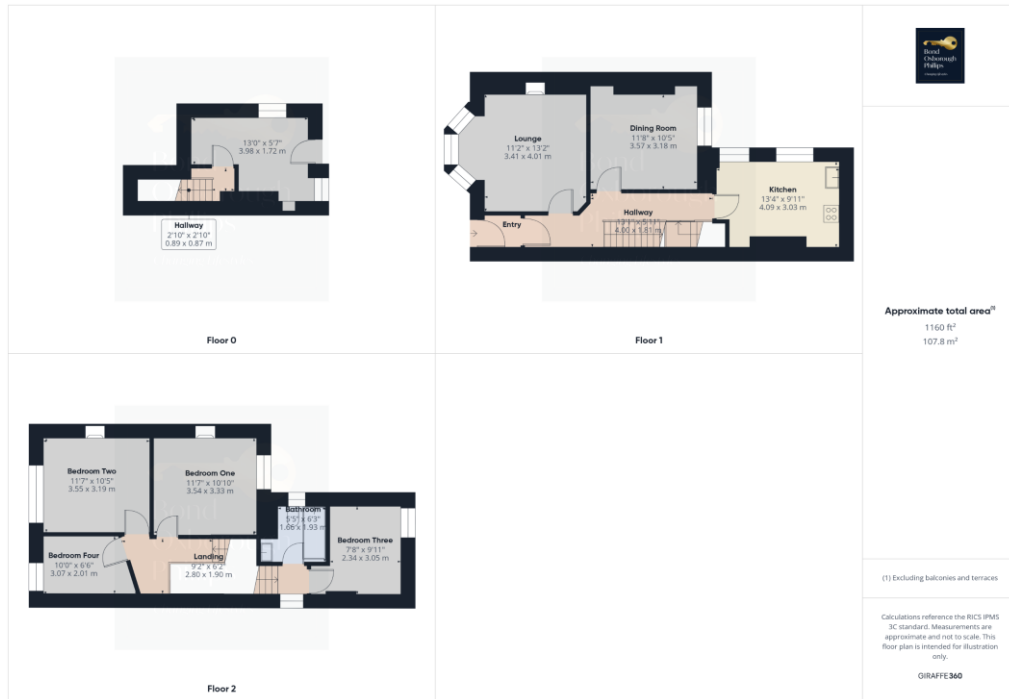 13'0" x 5'7"
3.98 x 1.72 m
Hallway
2'10" x 2'10"
0.89 x 0.87 m
Floor 0
Lounge
11'2" x 13'2"
3.41 x 4.01 m
Dining Room
11'8" x 10'5"
3.57 x 3.18 m
Kitchen
13'4" x 9'11"
4.09 x 3.03 m
Entry
Hallway
4.00 x 1.81 m
Floor 1
Bedroom Two
11'7" x 10'5"
3.55 x 3.19 m
Bedroom One
11'7" x 10'10"
3.54 x 3.33 m
Bathroom
5'5" x 6'3"
1.66 x 1.93 m
Bedroom Three
7'8" x 9'11"
2.34 x 3.05 m
Bedroom Four
10'0" x 6'6"
3.07 x 2.01 m
Landing
9'2" x 6'2"
2.80 x 1.90 m
Floor 2
Bond
Oxborough
Phillips
Approximate total area(1)
1160 ft²
107.8 m²
(1) Excluding balconies and terraces
Calculations reference the RICS IPMS
3C standard. Measurements are
approximate and not to scale. This
floor plan is intended for illustration
only.
GIRAFFE360